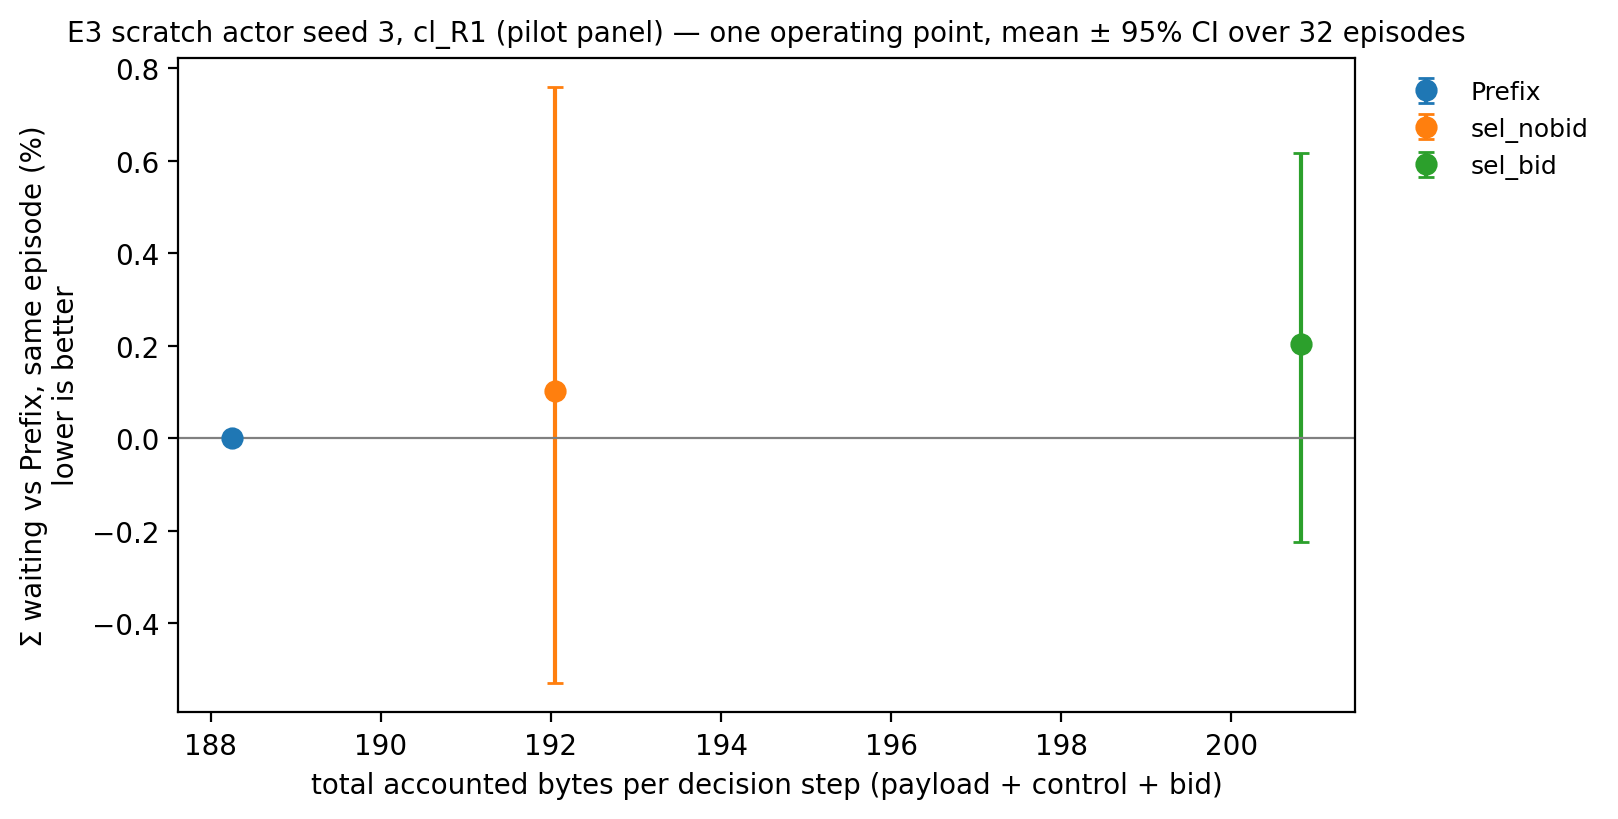 E3 scratch actor seed 3, cl_R1 (pilot panel) — one operating point, mean ± 95% CI over 32 episodes
Σ waiting vs Prefix, same episode (%)
lower is better
0.8
0.6
0.4
0.2
0.0
−0.2
−0.4
188
190
192
194
196
198
200
total accounted bytes per decision step (payload + control + bid)
Prefix
sel_nobid
sel_bid